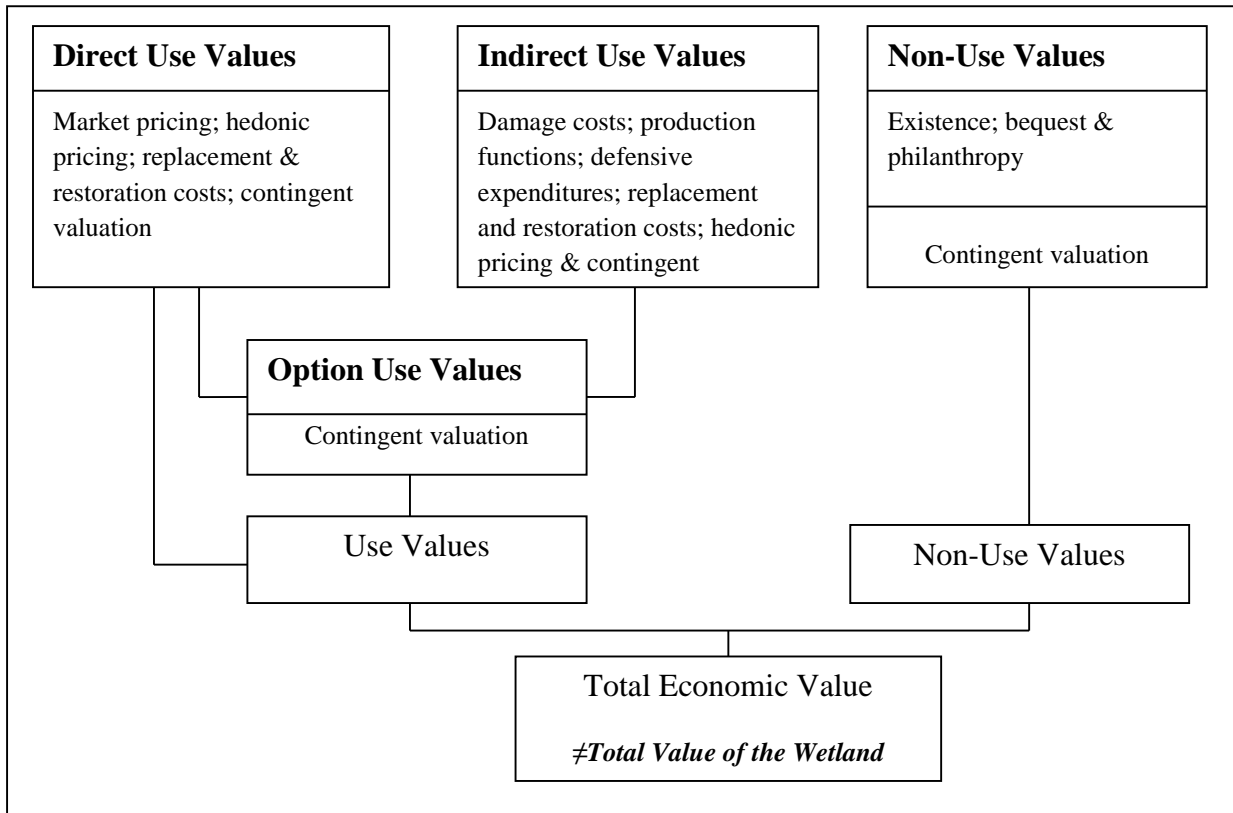 Direct Use Values
Market pricing; hedonic
pricing; replacement &
restoration costs; contingent
valuation
Indirect Use Values
Damage costs; production
functions; defensive
expenditures; replacement
and restoration costs; hedonic
pricing & contingent
Non-Use Values
Existence; bequest &
philanthropy
Contingent valuation
Option Use Values
Contingent valuation
Use Values
Non-Use Values
Total Economic Value
≠Total Value of the Wetland